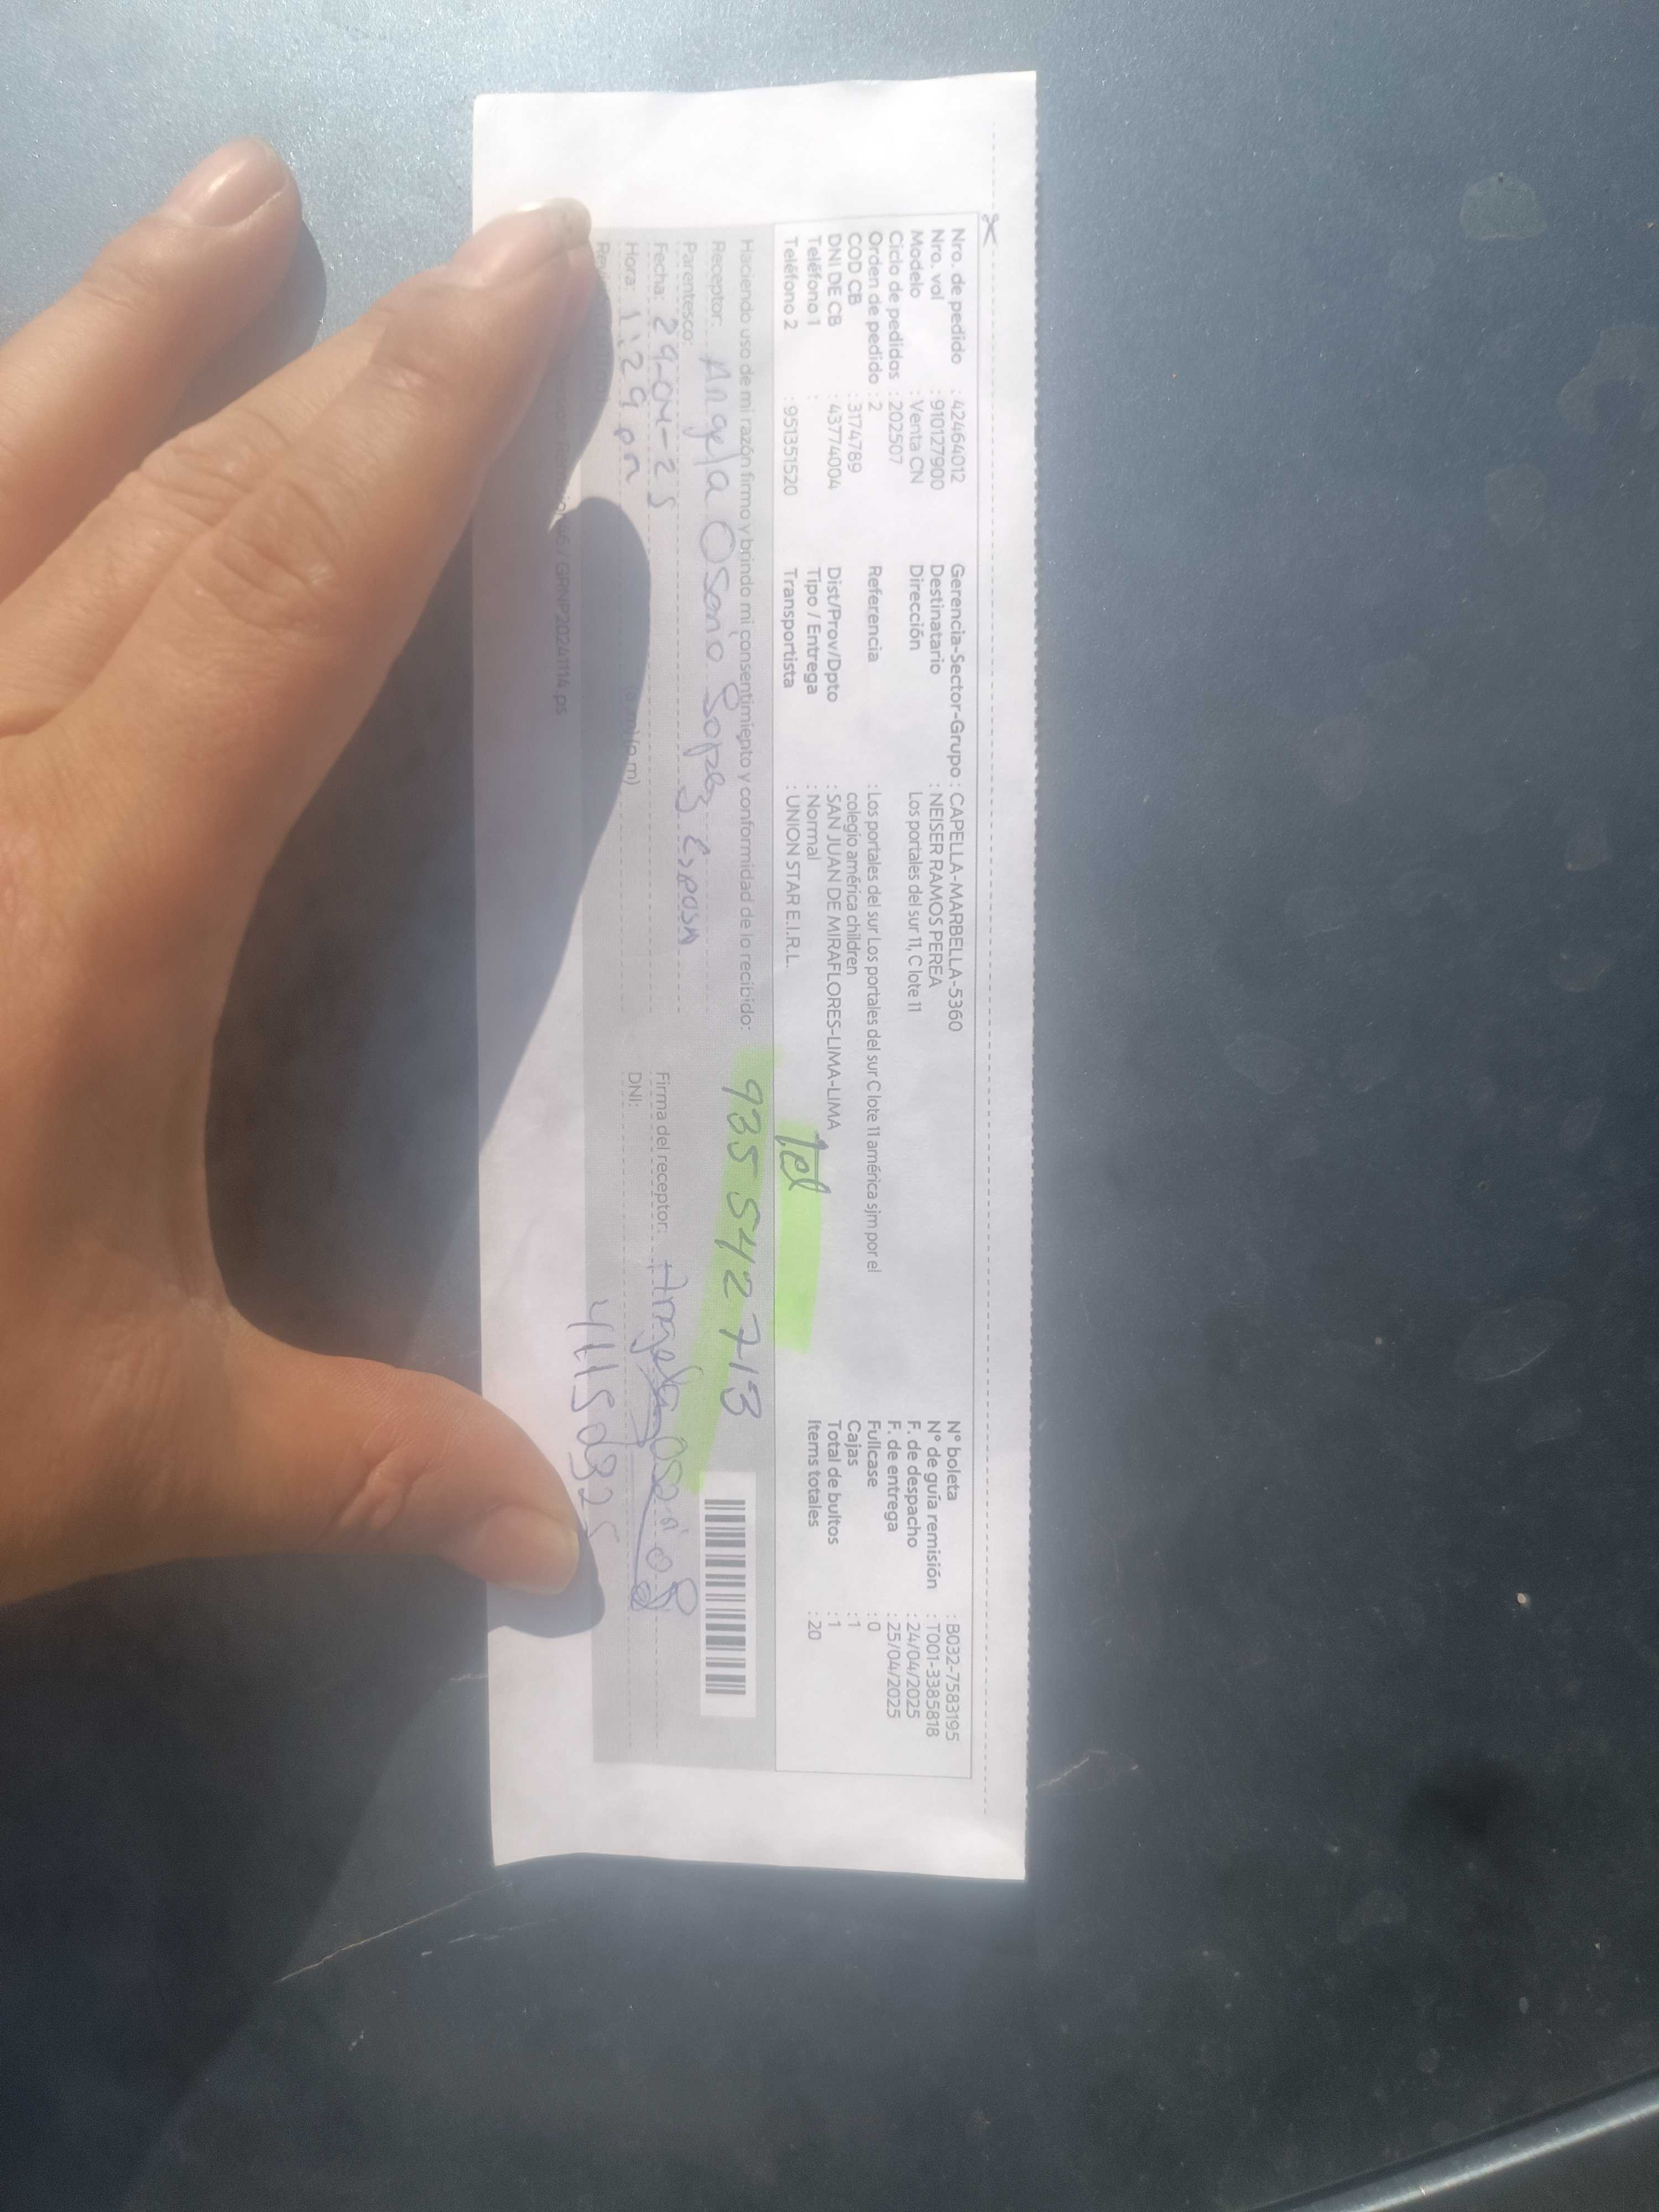 Nro. de pedido : 42464012
Nro. vol : 910127900
Modelo : Venta CN
Ciclo de pedidos : 202507
Orden de pedido : 2
COD CB : 3174789
DNI DE CB : 43774004
Teléfono 1 :
Teléfono 2 : 951351520
Gerencia-Sector-Grupo : CAPELLA-MARBELLA-5360
Destinatario : NEISER RAMOS PEREA
Dirección Los portales del sur 11, C lote 11
Referencia : Los portales del sur Los portales del sur C lote 11 américa sjm por el
colegio américa children
Dist/Prov/Dpto : SAN JUAN DE MIRAFLORES-LIMA-LIMA
Tipo / Entrega : Normal
Transportista : UNION STAR E.I.R.L.
N° boleta : B032-7583195
N° de guía remisión : T001-3385818
F. de despacho : 24/04/2025
F. de entrega : 25/04/2025
Fullcase : 0
Cajas : 1
Total de bultos : 1
Items totales : 20
Tel
935 542 713
Haciendo uso de mi razón firmo y brindo mi consentimiento y conformidad de lo recibido:
Receptor: Angela Osorio
Parentesco: Esposa
Fecha: 29-04-25
Hora: 1:29 pm
Firma del receptor: Angela Osorio
DNI:
/ GRNP20241114.ps